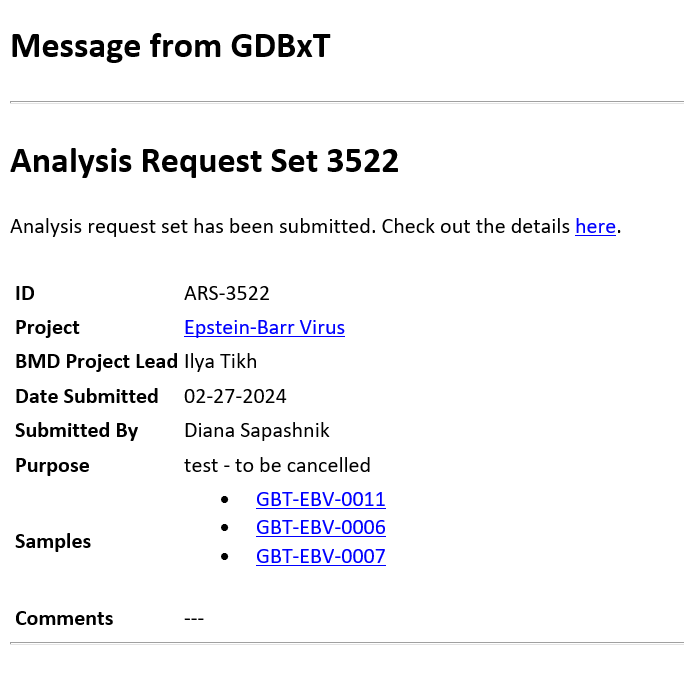 Message from GDBxT
Analysis Request Set 3522
Analysis request set has been submitted. Check out the details here.
ID ARS-3522
Project Epstein-Barr Virus
BMD Project Lead Ilya Tikh
Date Submitted 02-27-2024
Submitted By Diana Sapashnik
Purpose test - to be cancelled
Samples
• GBT-EBV-0011
• GBT-EBV-0006
• GBT-EBV-0007
Comments ---